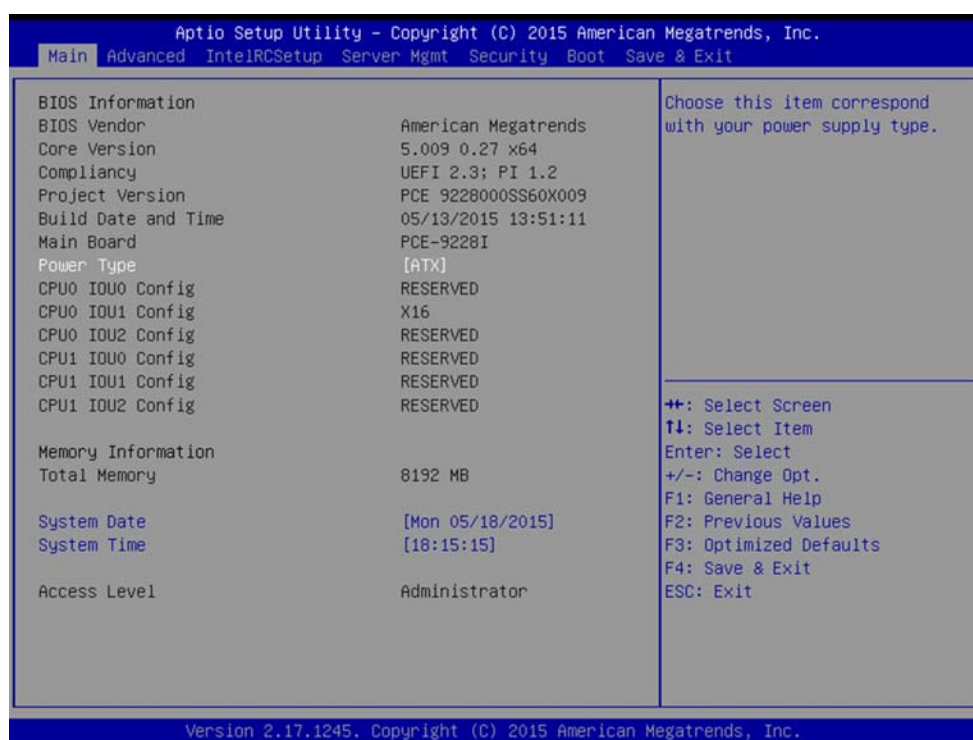 Aptio Setup Utility – Copyright (C) 2015 American Megatrends, Inc.
Main Advanced IntelRCSetup Server Mgmt Security Boot Save & Exit
BIOS Information
BIOS Vendor American Megatrends
Core Version 5.009 0.27 x64
Compliancy UEFI 2.3; PI 1.2
Project Version PCE 9228000SS60X009
Build Date and Time 05/13/2015 13:51:11
Main Board PCE-9228I
Power Type [ATX]
CPU0 IOU0 Config RESERVED
CPU0 IOU1 Config X16
CPU0 IOU2 Config RESERVED
CPU1 IOU0 Config RESERVED
CPU1 IOU1 Config RESERVED
CPU1 IOU2 Config RESERVED
Memory Information
Total Memory 8192 MB
System Date [Mon 05/18/2015]
System Time [18:15:15]
Access Level Administrator
Choose this item correspond
with your power supply type.
→←: Select Screen
↑↓: Select Item
Enter: Select
+/-: Change Opt.
F1: General Help
F2: Previous Values
F3: Optimized Defaults
F4: Save & Exit
ESC: Exit
Version 2.17.1245. Copyright (C) 2015 American Megatrends, Inc.